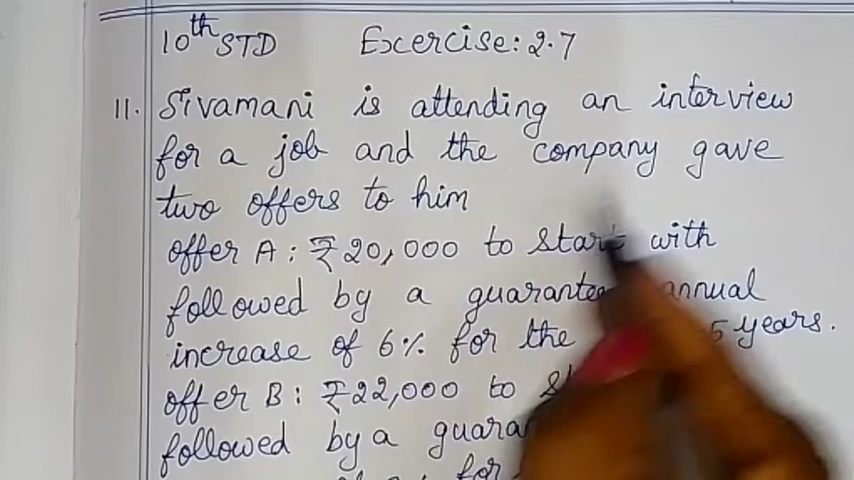 10th STD Exercise: 2.7
11. Sivamani is attending an interview
for a job and the company gave
two offers to him
offer A: ₹20,000 to start with
followed by a guarantee annual
increase of 6% for the 5 years.
offer B: ₹22,000 to
followed by a
for